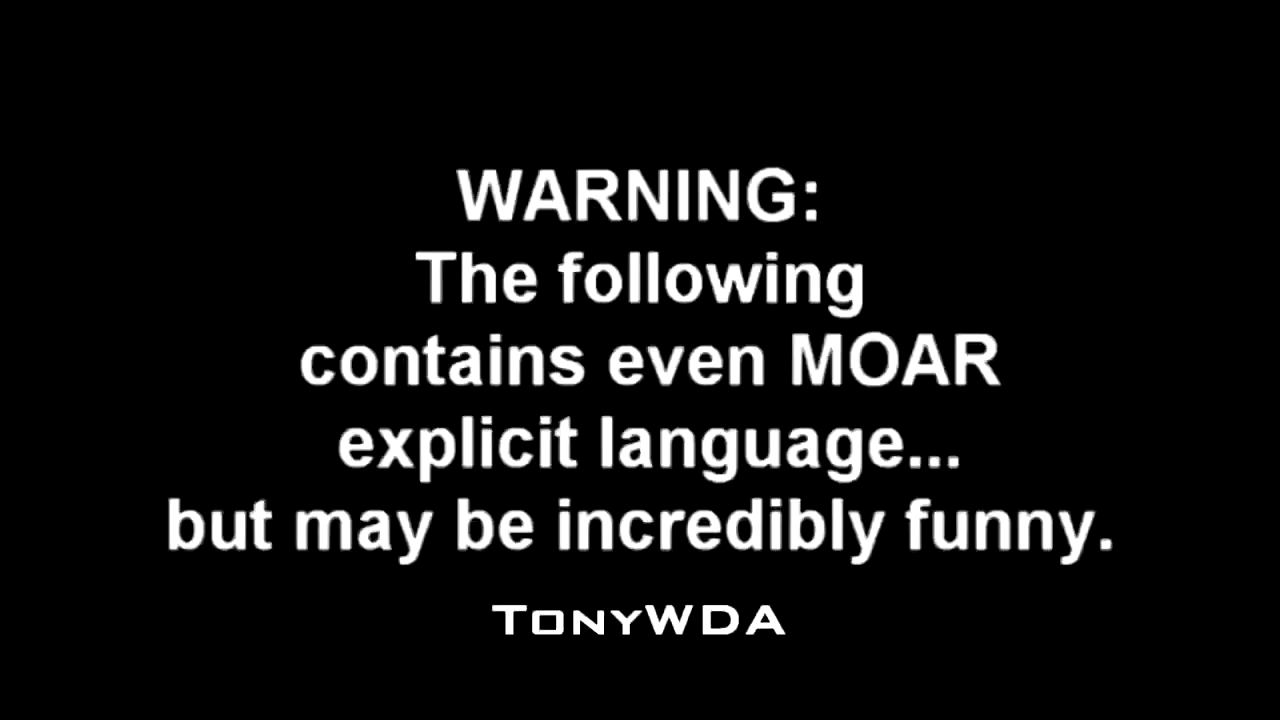 WARNING:
The following
contains even MOAR
explicit language...
but may be incredibly funny.
TonyWDA